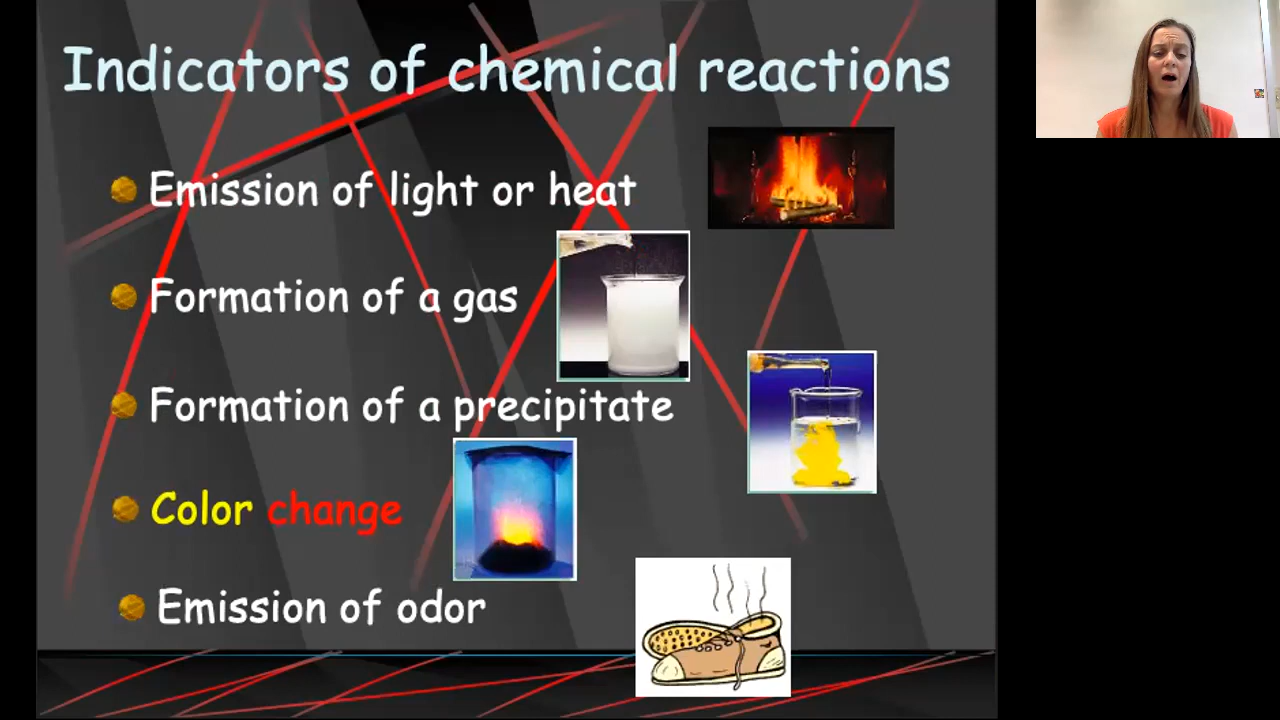 Indicators of chemical reactions
Emission of light or heat
Formation of a gas
Formation of a precipitate
Color change
Emission of odor